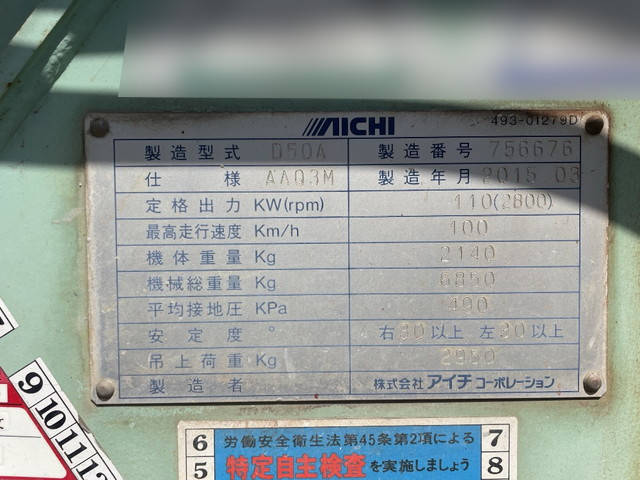 AICHI
493-01279D
製造型式 D50A 製造番号 756676
仕様 AAQ3M 製造年月 2015 03
定格出力 KW(rpm) 110(2800)
最高走行速度 Km/h 100
機体重量 Kg 2140
機械総重量 Kg 6850
平均接地圧 KPa 490
安定度 ° 右30以上 左30以上
吊上荷重 Kg 2950
製造者 株式会社アイチコーポレーション
9
10
11
12
6 労働安全衛生法第45条第2項による 7
5 特定自主検査を実施しましょう 8